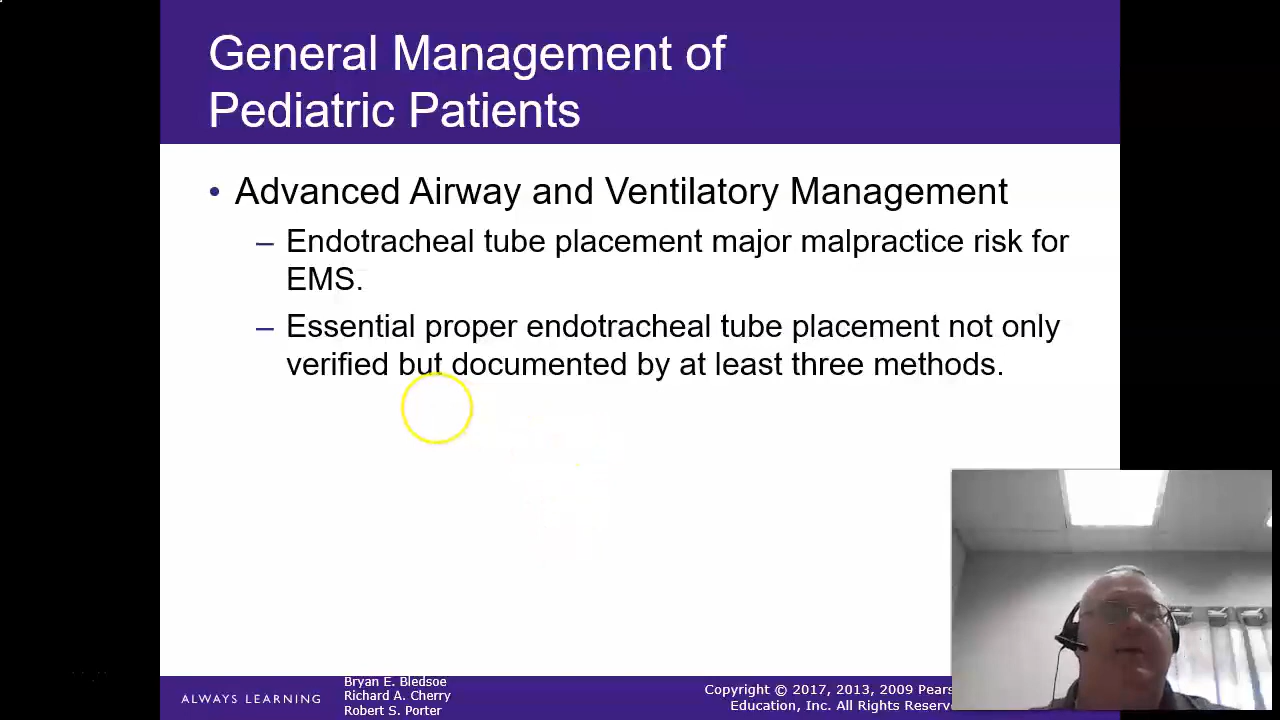 General Management of
Pediatric Patients
• Advanced Airway and Ventilatory Management
– Endotracheal tube placement major malpractice risk for
EMS.
– Essential proper endotracheal tube placement not only
verified but documented by at least three methods.
ALWAYS LEARNING
Bryan E. Bledsoe
Richard A. Cherry
Robert S. Porter
Copyright © 2017, 2013, 2009
Education, Inc. All Rights